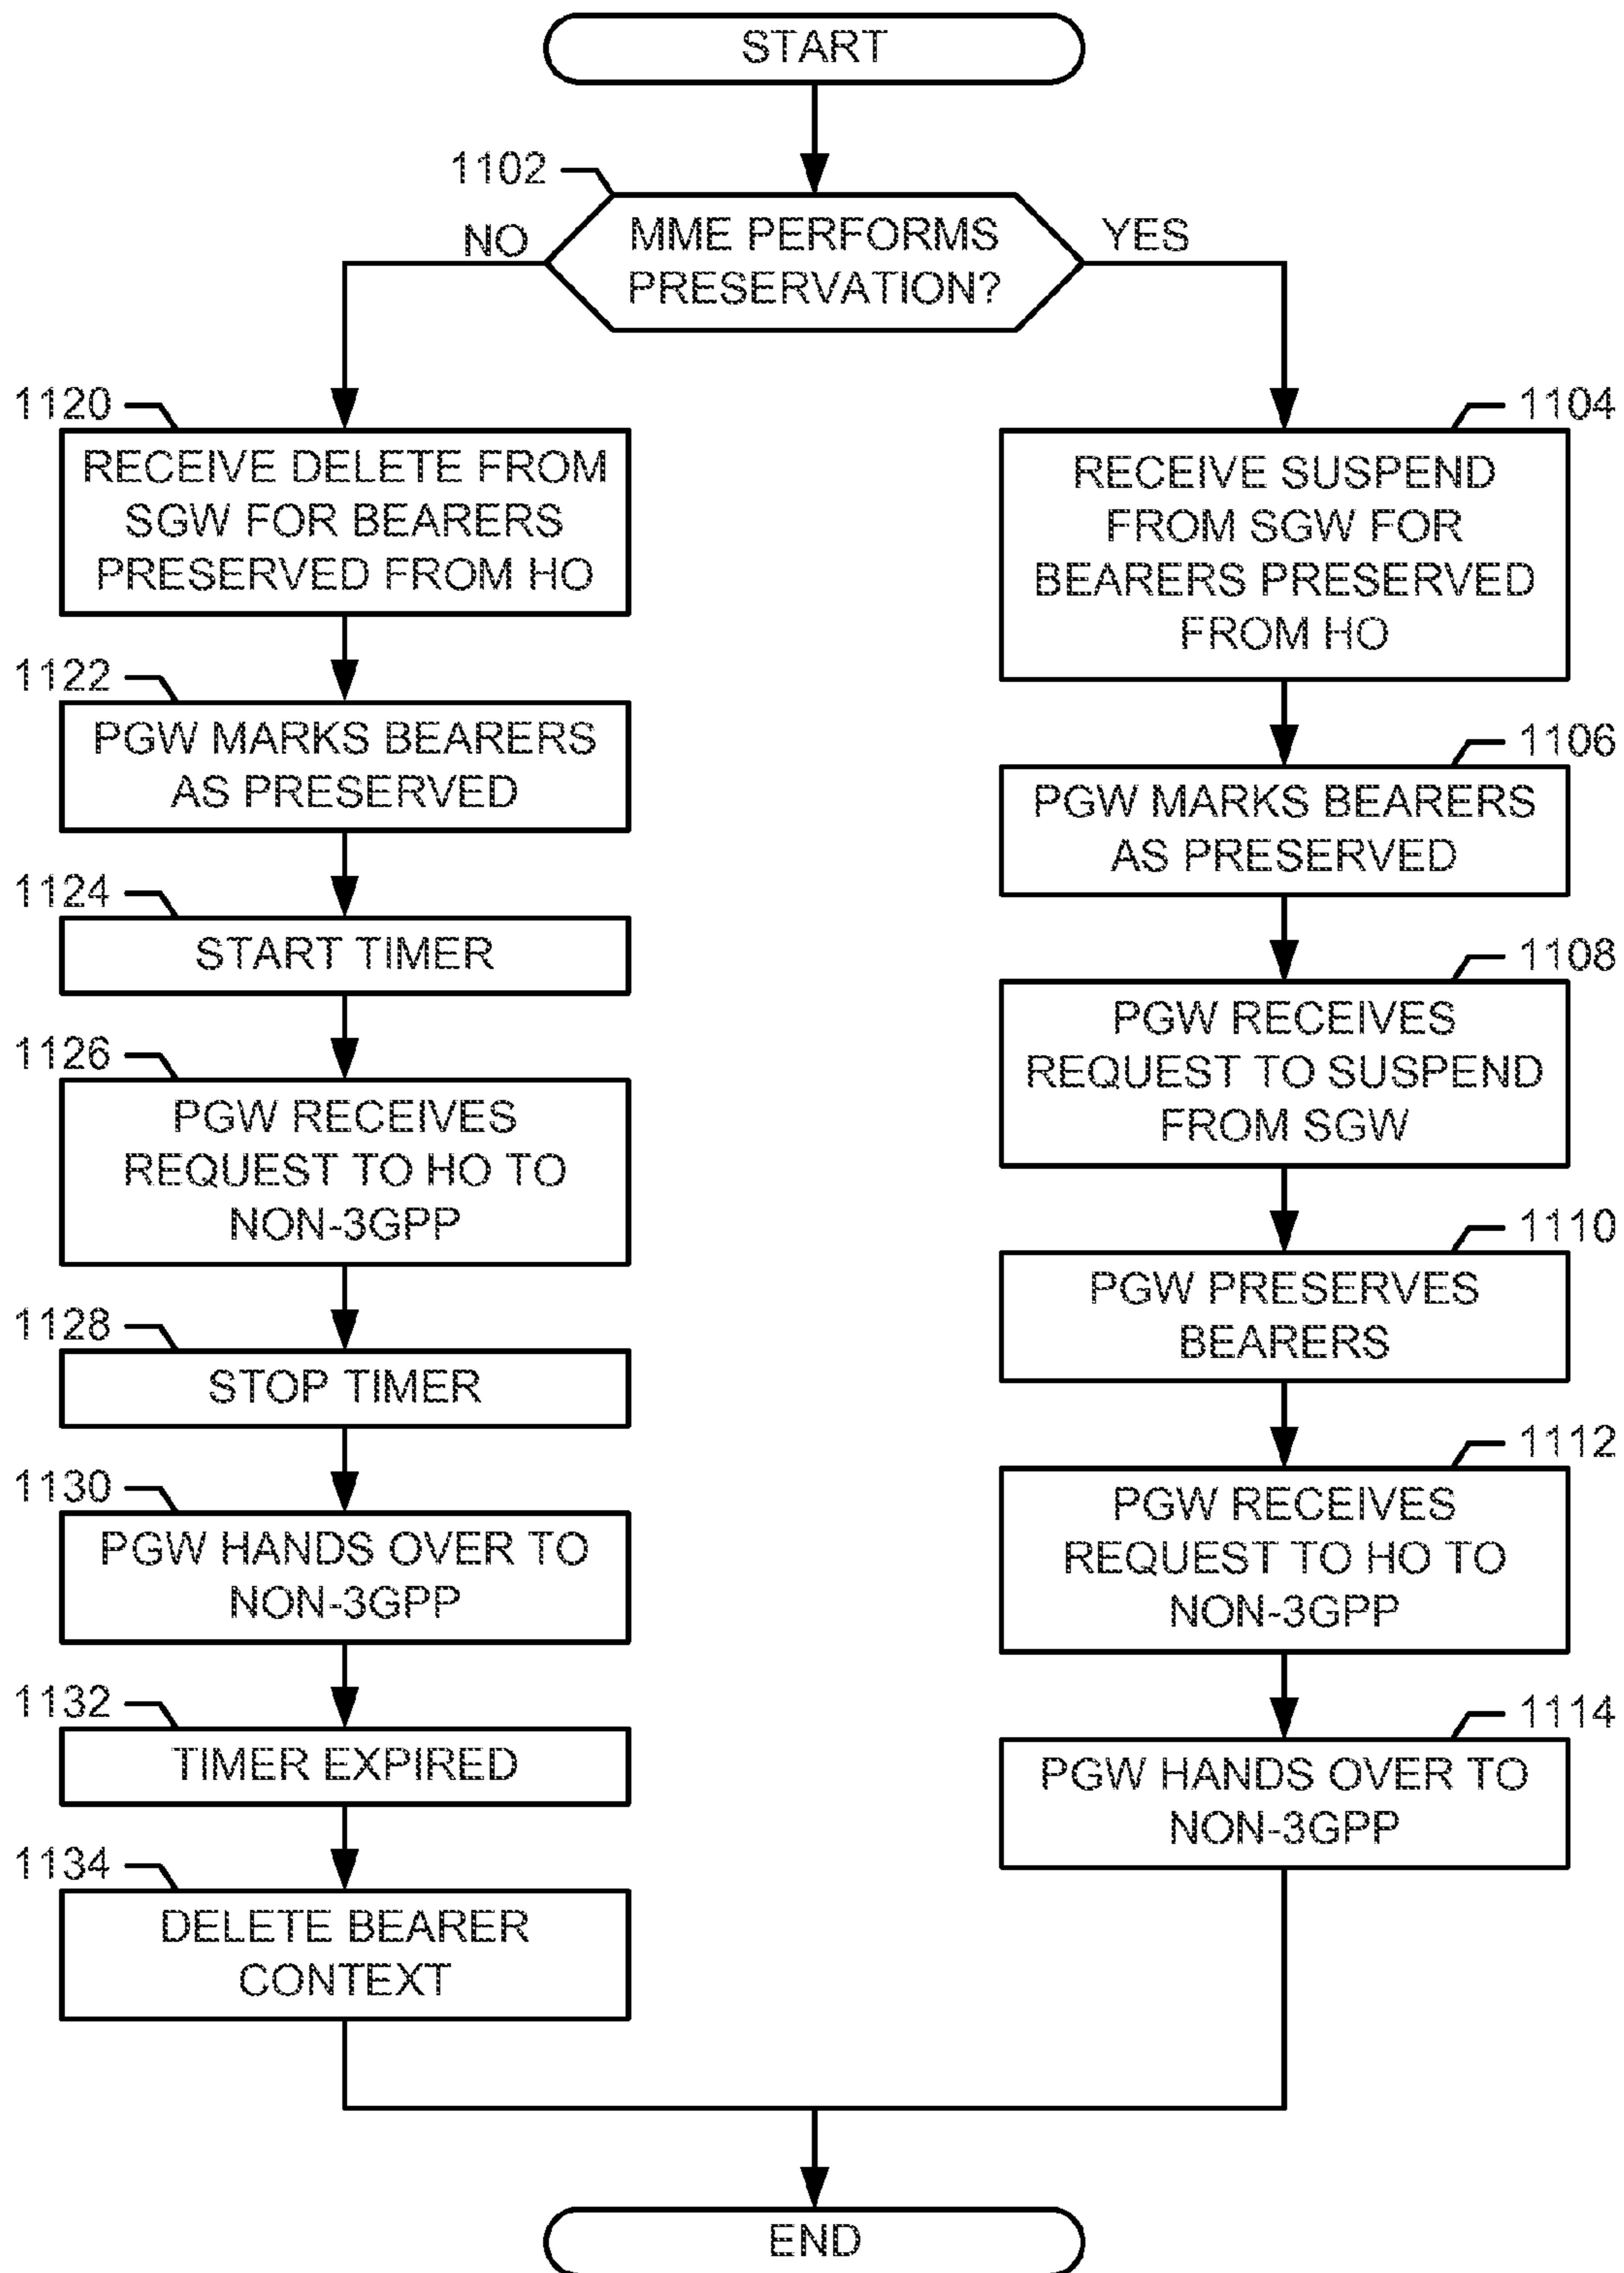 START
1102
MME PERFORMS
PRESERVATION?
NO
YES
1120
RECEIVE DELETE FROM
SGW FOR BEARERS
PRESERVED FROM HO
1122
PGW MARKS BEARERS
AS PRESERVED
1124
START TIMER
1126
PGW RECEIVES
REQUEST TO HO TO
NON-3GPP
1128
STOP TIMER
1130
PGW HANDS OVER TO
NON-3GPP
1132
TIMER EXPIRED
1134
DELETE BEARER
CONTEXT
1104
RECEIVE SUSPEND
FROM SGW FOR
BEARERS PRESERVED
FROM HO
1106
PGW MARKS BEARERS
AS PRESERVED
1108
PGW RECEIVES
REQUEST TO SUSPEND
FROM SGW
1110
PGW PRESERVES
BEARERS
1112
PGW RECEIVES
REQUEST TO HO TO
NON-3GPP
1114
PGW HANDS OVER TO
NON-3GPP
END